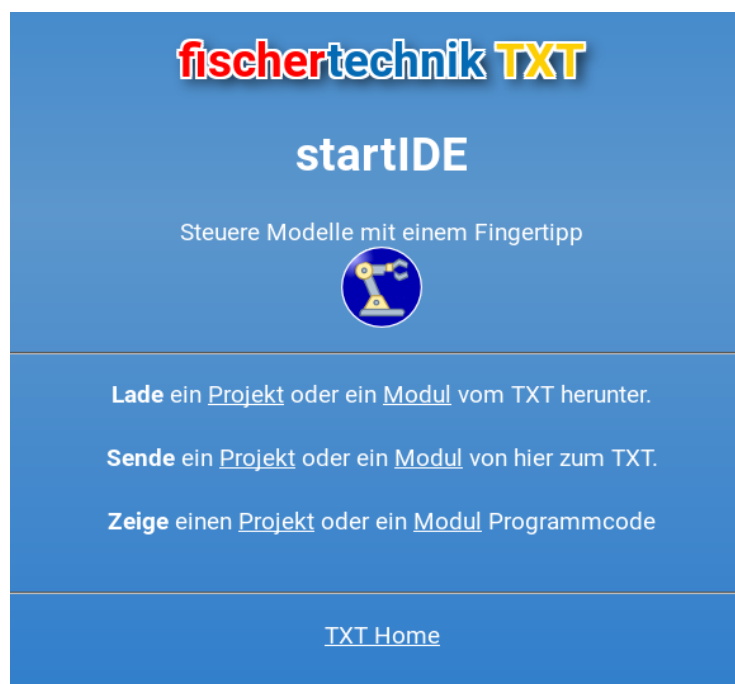 fischertechnik TXT
startIDE
Steuere Modelle mit einem Fingertipp
Lade ein Projekt oder ein Modul vom TXT herunter.
Sende ein Projekt oder ein Modul von hier zum TXT.
Zeige einen Projekt oder ein Modul Programmcode
TXT Home